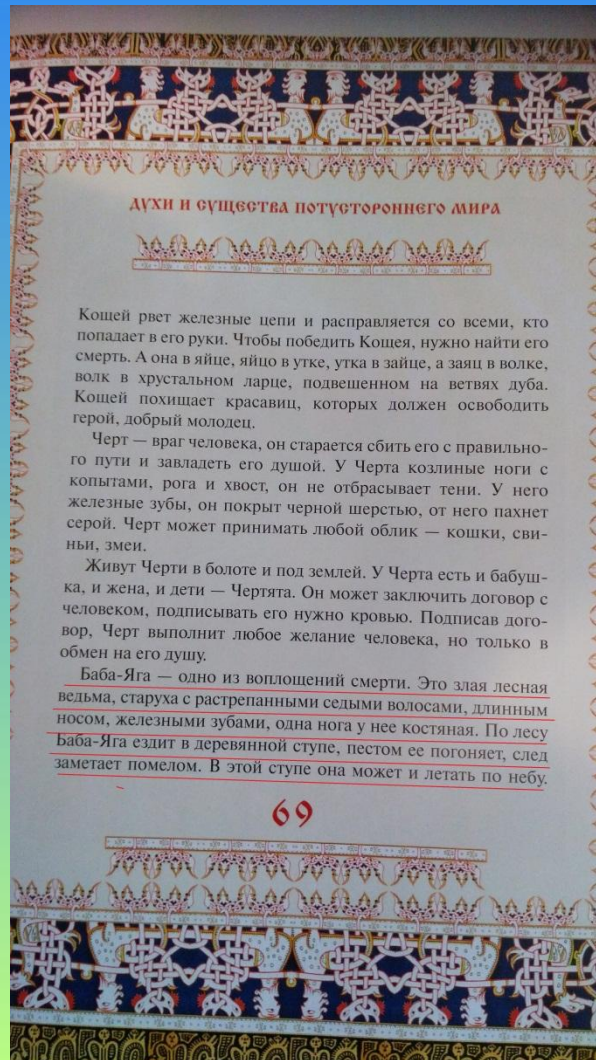 ДУХИ И СУЩЕСТВА ПОТУСТОРОННЕГО МИРА
Кощей рвет железные цепи и расправляется со всеми, кто
попадает в его руки. Чтобы победить Кощея, нужно найти его
смерть. А она в яйце, яйцо в утке, утка в зайце, а заяц в волке,
волк в хрустальном ларце, подвешенном на ветвях дуба.
Кощей похищает красавиц, которых должен освободить
герой, добрый молодец.
Черт — враг человека, он старается сбить его с правильно-
го пути и завладеть его душой. У Черта козлиные ноги с
копытами, рога и хвост, он не отбрасывает тени. У него
железные зубы, он покрыт черной шерстью, от него пахнет
серой. Черт может принимать любой облик — кошки, сви-
ньи, змеи.
Живут Черти в болоте и под землей. У Черта есть и бабуш-
ка, и жена, и дети — Чертята. Он может заключить договор с
человеком, подписывать его нужно кровью. Подписав дого-
вор, Черт выполнит любое желание человека, но только в
обмен на его душу.
Баба-Яга — одно из воплощений смерти. Это злая лесная
ведьма, старуха с растрепанными седыми волосами, длинным
носом, железными зубами, одна нога у нее костяная. По лесу
Баба-Яга ездит в деревянной ступе, пестом ее погоняет, след
заметает помелом. В этой ступе она может и летать по небу.
69